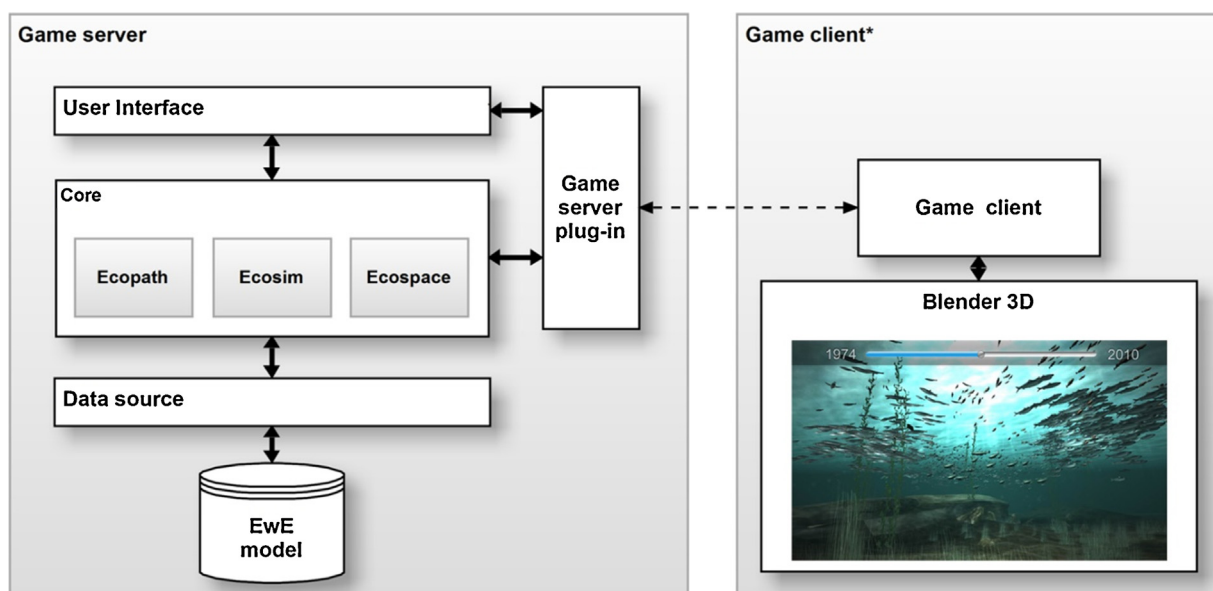 Game server
User Interface
Core
Ecopath
Ecosim
Ecospace
Game
server
plug-in
Data source
EwE
model
Game client*
Game client
Blender 3D
1974
2010